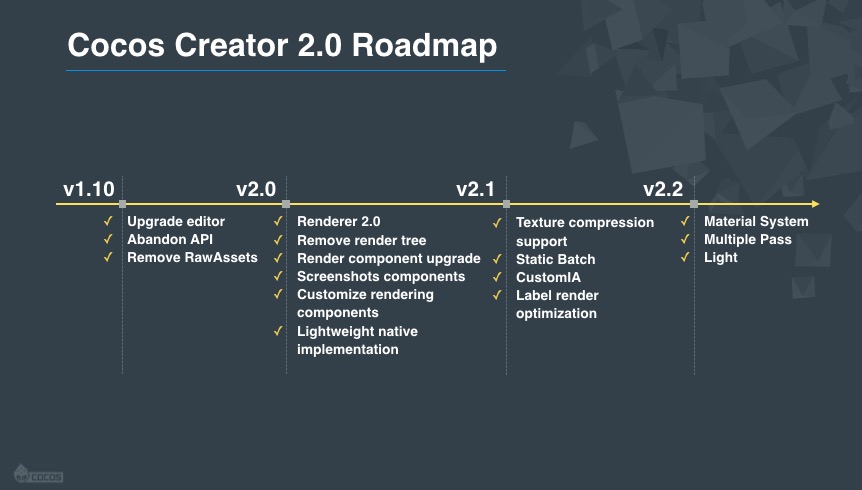 Cocos Creator 2.0 Roadmap
v1.10
v2.0
v2.1
v2.2
✓ Upgrade editor
✓ Abandon API
✓ Remove RawAssets
✓ Renderer 2.0
✓ Remove render tree
✓ Render component upgrade
✓ Screenshots components
✓ Customize rendering
components
✓ Lightweight native
implementation
✓ Texture compression
support
✓ Static Batch
✓ CustomIA
✓ Label render
optimization
✓ Material System
✓ Multiple Pass
✓ Light
COCOS